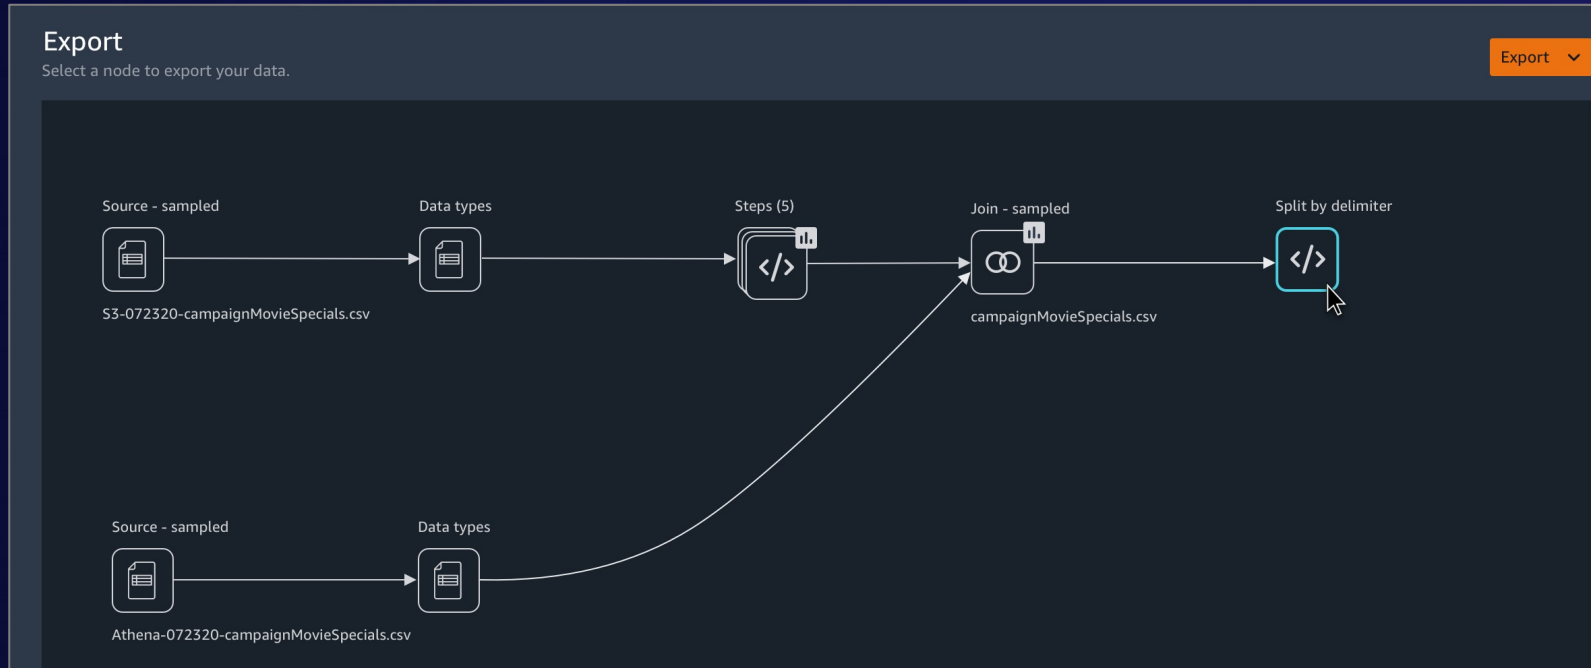 Export
Select a node to export your data.
Export
Source - sampled
Data types
Steps (5)
Join - sampled
Split by delimiter
S3-072320-campaignMovieSpecials.csv
campaignMovieSpecials.csv
Source - sampled
Data types
Athena-072320-campaignMovieSpecials.csv